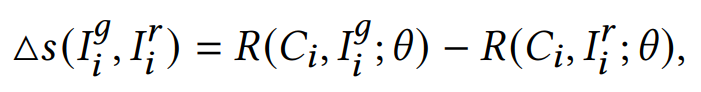 △s(I_i^g, I_i^r) = R(C_i, I_i^g; θ) − R(C_i, I_i^r; θ),